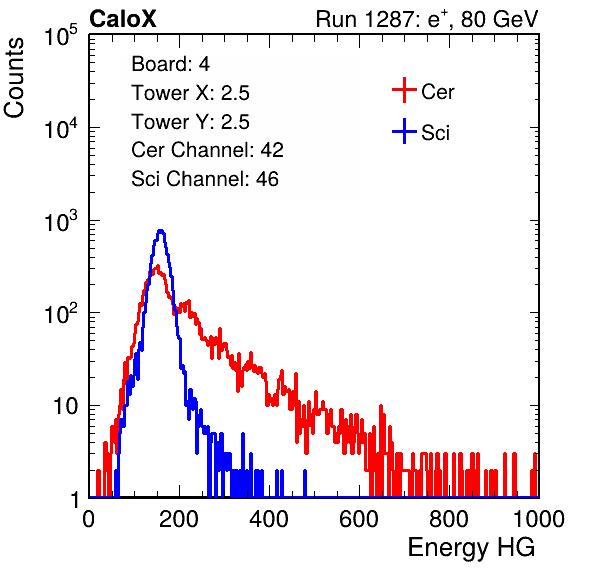 CaloX Run 1287: e⁺, 80 GeV
Counts
10⁵
10⁴
10³
10²
10
1
Board: 4
Tower X: 2.5
Tower Y: 2.5
Cer Channel: 42
Sci Channel: 46
Cer
Sci
0 200 400 600 800 1000
Energy HG